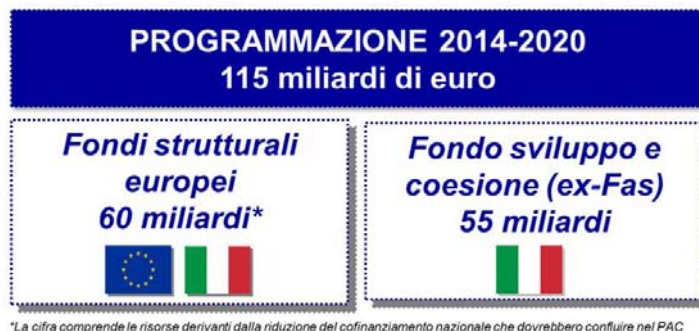 PROGRAMMAZIONE 2014-2020
115 miliardi di euro
Fondi strutturali
europei
60 miliardi*
Fondo sviluppo e
coesione (ex-Fas)
55 miliardi
*La cifra comprende le risorse derivanti dalla riduzione del cofinanziamento nazionale che dovrebbero confluire nel PAC